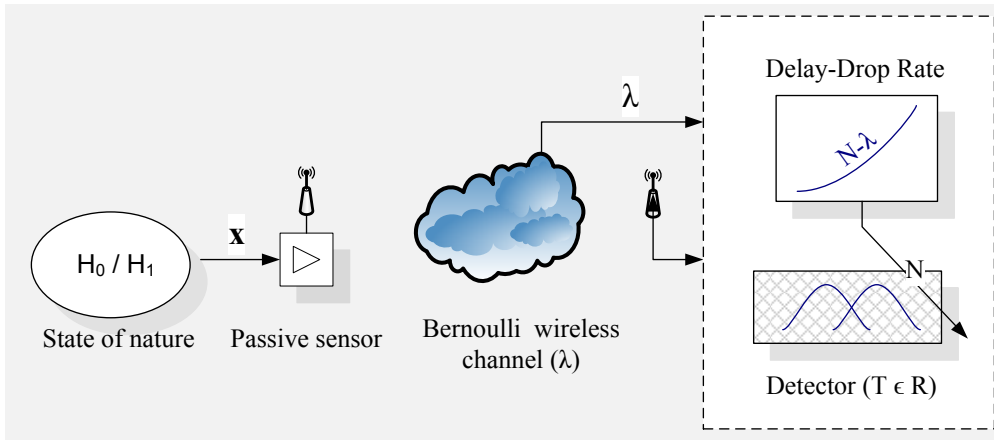 H₀ / H₁
State of nature
x
Passive sensor
Bernoulli wireless
channel (λ)
λ
Delay-Drop Rate
N-λ
N
Detector (T ϵ R)